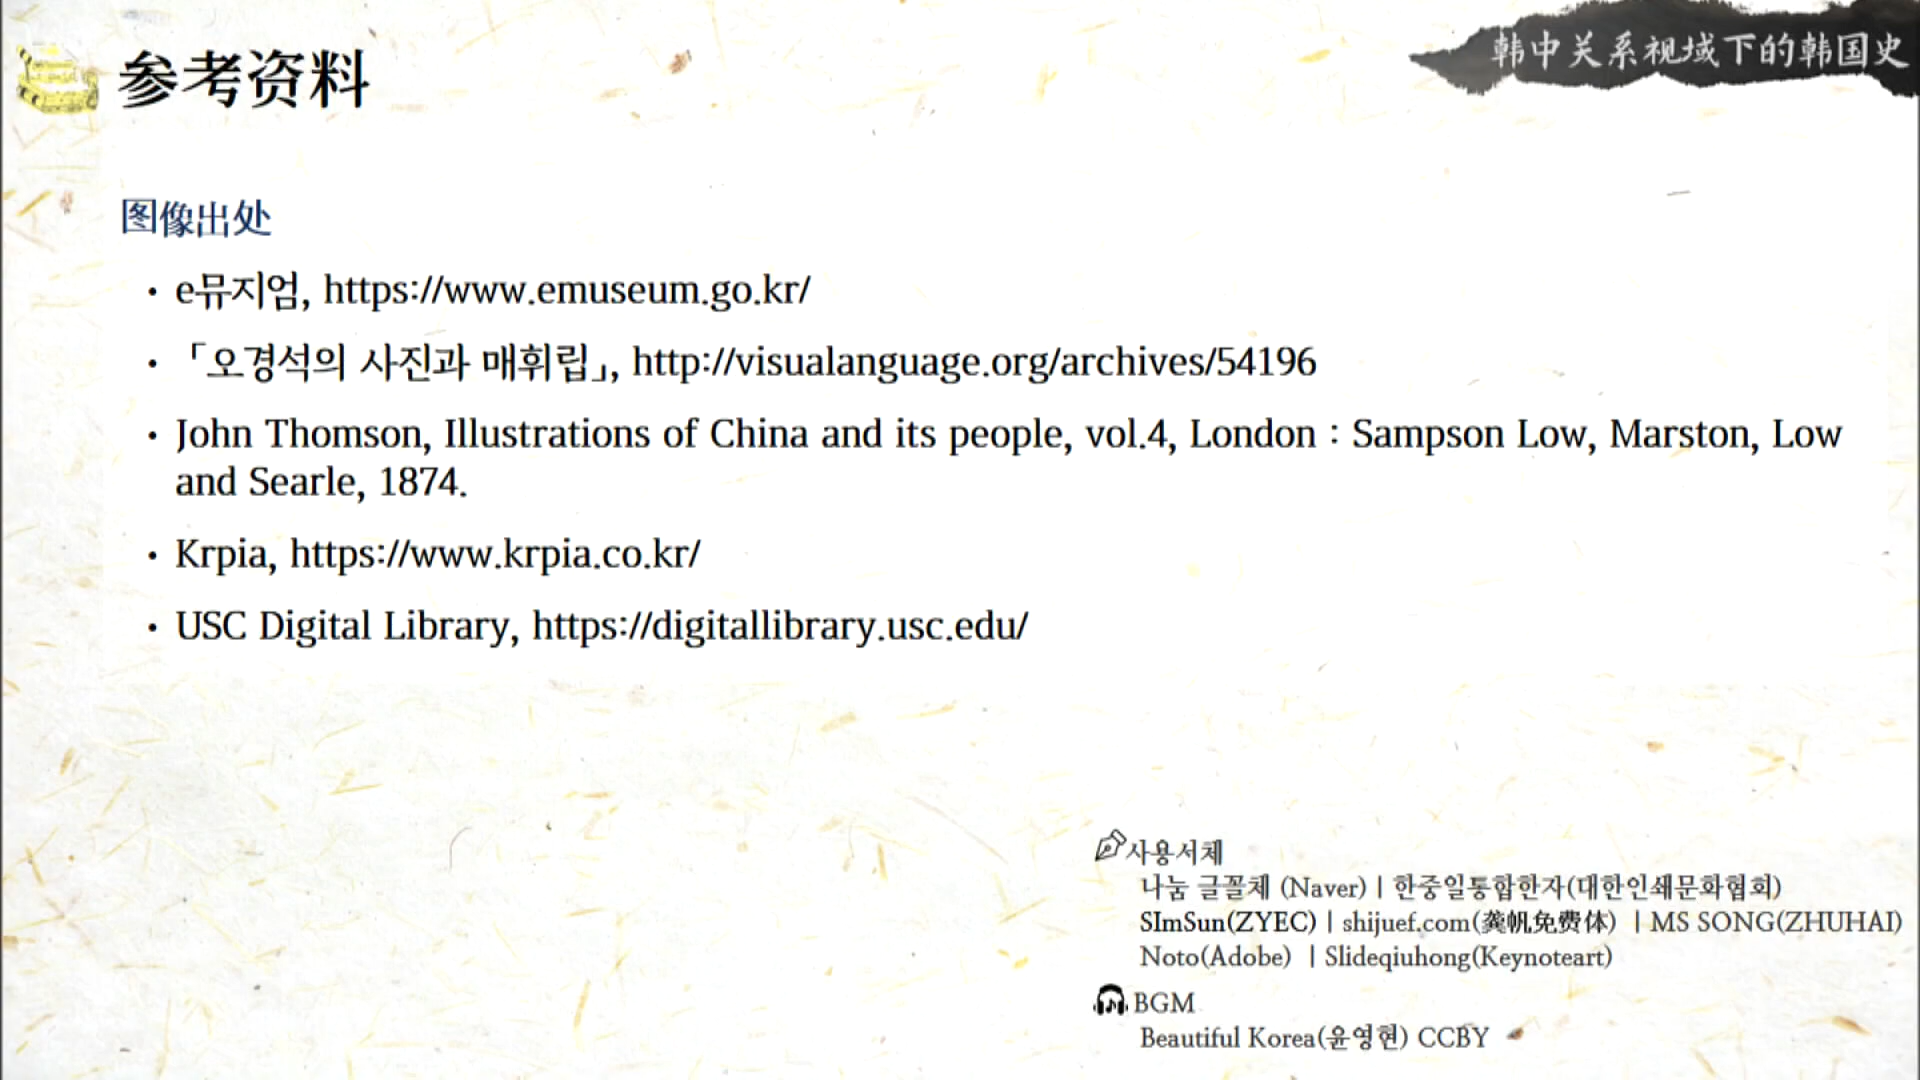 参考资料
韩中关系视域下的韩国史
图像出处
• e뮤지엄, https://www.emuseum.go.kr/
• 「오경석의 사진과 매휘립」, http://visualanguage.org/archives/54196
• John Thomson, Illustrations of China and its people, vol.4, London : Sampson Low, Marston, Low
and Searle, 1874.
• Krpia, https://www.krpia.co.kr/
• USC Digital Library, https://digitallibrary.usc.edu/
사용서체
나눔 글꼴체 (Naver) | 한중일통합한자(대한인쇄문화협회)
SImSun(ZYEC) | shijuef.com(龚帆免费体) | MS SONG(ZHUHAI)
Noto(Adobe) | Slideqiuhong(Keynoteart)
BGM
Beautiful Korea(윤영현) CCBY